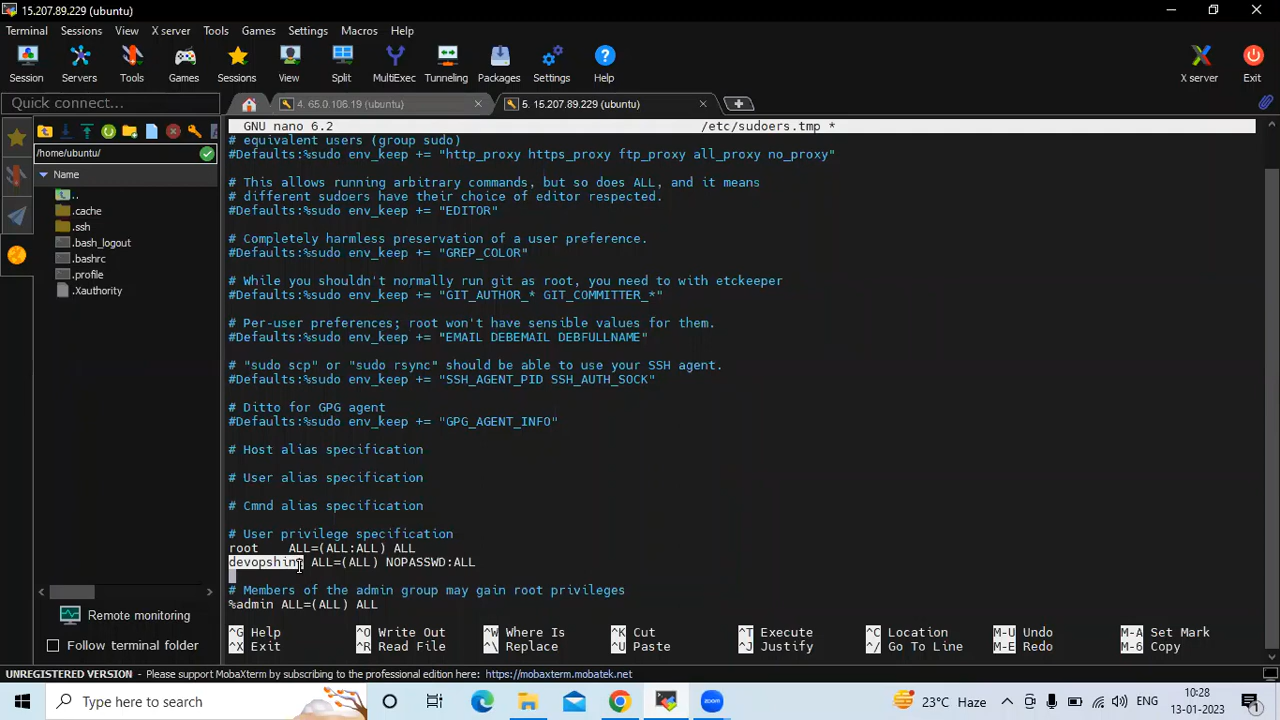 15.207.89.229 (ubuntu)
Terminal Sessions View X server Tools Games Settings Macros Help
Session Servers Tools Games Sessions View Split MultiExec Tunneling Packages Settings Help X server Exit
Quick connect...
4. 65.0.106.19 (ubuntu)
5. 15.207.89.229 (ubuntu)
/home/ubuntu/
Name
..
.cache
.ssh
.bash_logout
.bashrc
.profile
.Xauthority
Remote monitoring
Follow terminal folder
GNU nano 6.2 /etc/sudoers.tmp *
# equivalent users (group sudo)
#Defaults:%sudo env_keep += "http_proxy https_proxy ftp_proxy all_proxy no_proxy"
# This allows running arbitrary commands, but so does ALL, and it means
# different sudoers have their choice of editor respected.
#Defaults:%sudo env_keep += "EDITOR"
# Completely harmless preservation of a user preference.
#Defaults:%sudo env_keep += "GREP_COLOR"
# While you shouldn't normally run git as root, you need to with etckeeper
#Defaults:%sudo env_keep += "GIT_AUTHOR_* GIT_COMMITTER_*"
# Per-user preferences; root won't have sensible values for them.
#Defaults:%sudo env_keep += "EMAIL DEBEMAIL DEBFULLNAME"
# "sudo scp" or "sudo rsync" should be able to use your SSH agent.
#Defaults:%sudo env_keep += "SSH_AGENT_PID SSH_AUTH_SOCK"
# Ditto for GPG agent
#Defaults:%sudo env_keep += "GPG_AGENT_INFO"
# Host alias specification
# User alias specification
# Cmnd alias specification
# User privilege specification
root ALL=(ALL:ALL) ALL
ALL=(ALL) NOPASSWD:ALL
# Members of the admin group may gain root privileges
%admin ALL=(ALL) ALL
^G Help ^O Write Out ^W Where Is ^K Cut ^T Execute ^C Location M-U Undo M-A Set Mark
^X Exit ^R Read File ^\ Replace ^U Paste ^J Justify ^/ Go To Line M-E Redo M-6 Copy
UNREGISTERED VERSION - Please support MobaXterm by subscribing to the professional edition here: https://mobaxterm.mobatek.net
Type here to search
23°C Haze
10:28
13-01-2023
1